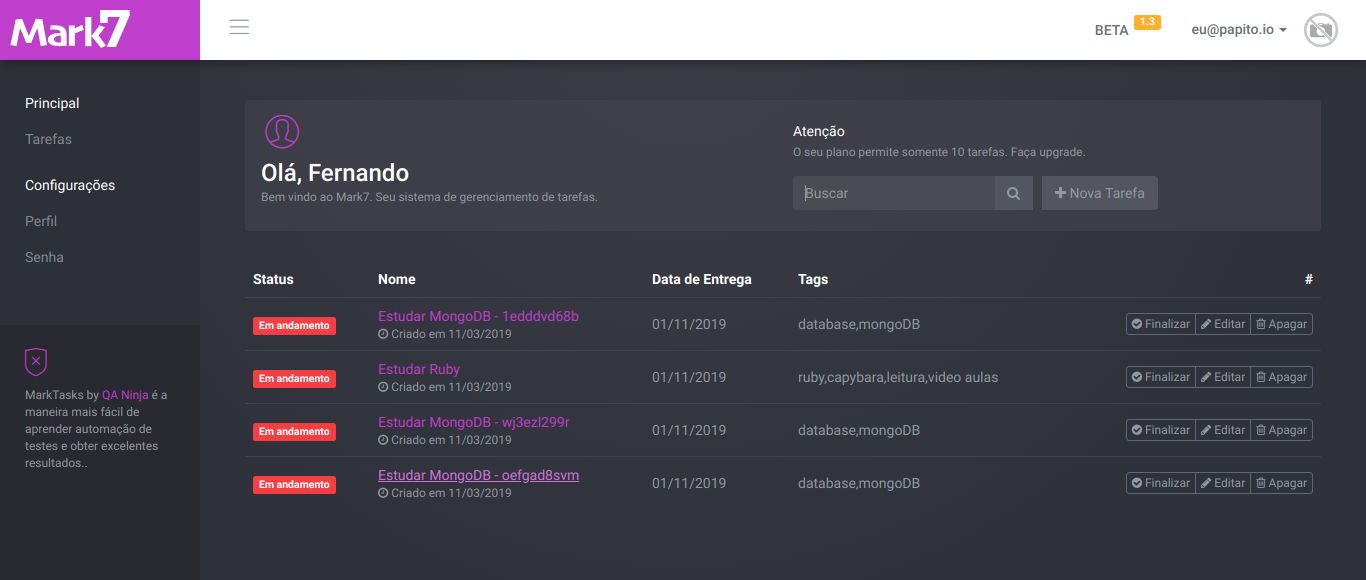 Mark7
BETA 1.3
eu@papito.io
Principal
Tarefas
Configurações
Perfil
Senha
MarkTasks by QA Ninja é a
maneira mais fácil de
aprender automação de
testes e obter excelentes
resultados..
Olá, Fernando
Bem vindo ao Mark7. Seu sistema de gerenciamento de tarefas.
Atenção
O seu plano permite somente 10 tarefas. Faça upgrade.
Buscar
Nova Tarefa
Status Nome Data de Entrega Tags #
Em andamento Estudar MongoDB - 1edddvd68b 01/11/2019 database,mongoDB Finalizar Editar Apagar
Criado em 11/03/2019
Em andamento Estudar Ruby 01/11/2019 ruby,capybara,leitura,video aulas Finalizar Editar Apagar
Criado em 11/03/2019
Em andamento Estudar MongoDB - wj3ezl299r 01/11/2019 database,mongoDB Finalizar Editar Apagar
Criado em 11/03/2019
Em andamento Estudar MongoDB - oefgad8svm 01/11/2019 database,mongoDB Finalizar Editar Apagar
Criado em 11/03/2019